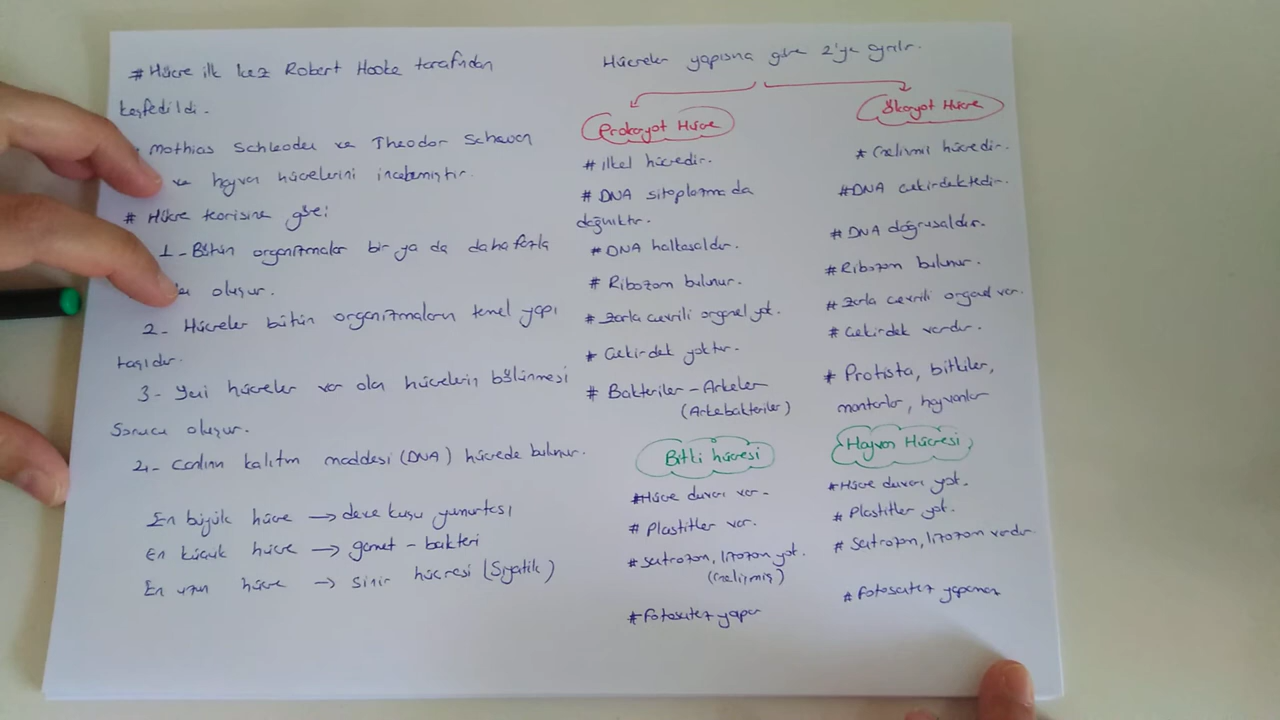 # Hücre ilk kez Robert Hooke tarafından
keşfedildi.
Mathias Schleider ve Theodor Schwan
ve hayvan hücrelerini incelemiştir.
# Hücre teorisine göre;
1- Bütün organizmalar bir ya da daha fazla
oluşur.
2- Hücreler bütün organizmaların temel yapı
taşıdır.
3- Yeni hücreler var olan hücrelerin bölünmesi
sonucu oluşur.
4- Canlının kalıtım maddesi (DNA) hücrede bulunur.
En büyük hücre → deve kuşu yumurtası
En küçük hücre → gamet - bakteri
En uzun hücre → sinir hücresi (Siyatik)
Hücreler yapısına göre 2'ye ayrılır.
Prokaryot Hücre
# ilkel hücredir.
# DNA sitoplazmada
dağınıktır.
# DNA halkasaldır.
# Ribozom bulunur.
# Zarla çevrili organel yok.
* Çekirdek yoktur.
# Bakteriler - Arkeler
(Arkebakteriler)
Ökaryot Hücre
* Gelişmiş hücredir.
# DNA çekirdektedir.
# DNA doğrusaldır.
# Ribozom bulunur.
* Zarla çevrili organel var.
* Çekirdek vardır.
* Protista, bitkiler,
mantarlar, hayvanlar
Bitki hücresi
# Hücre duvarı var.
# Plastitler var.
# Sentrozom, lizozom yok.
(Gelişmiş)
# Fotosentez yapar
Hayvan Hücresi
* Hücre duvarı yok.
* Plastitler yok.
# Sentrozom, lizozom vardır.
# Fotosentez yapamaz